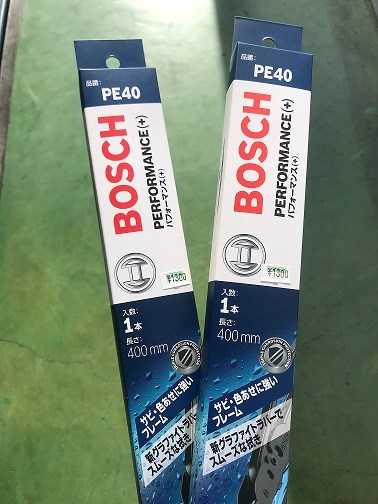 品番:
PE40
BOSCH
PERFORMANCE(+)
パフォーマンス(+)
¥1380
入数:
1本
長さ:
400mm
サビ・色あせに強い
フレーム
新グラファイトラバーで
スムーズな拭き
品番:
PE40
BOSCH
PERFORMANCE(+)
パフォーマンス(+)
¥1380
入数:
1本
長さ:
400mm
サビ・色あせに強い
フレーム
新グラファイトラバーで
スムーズな拭き